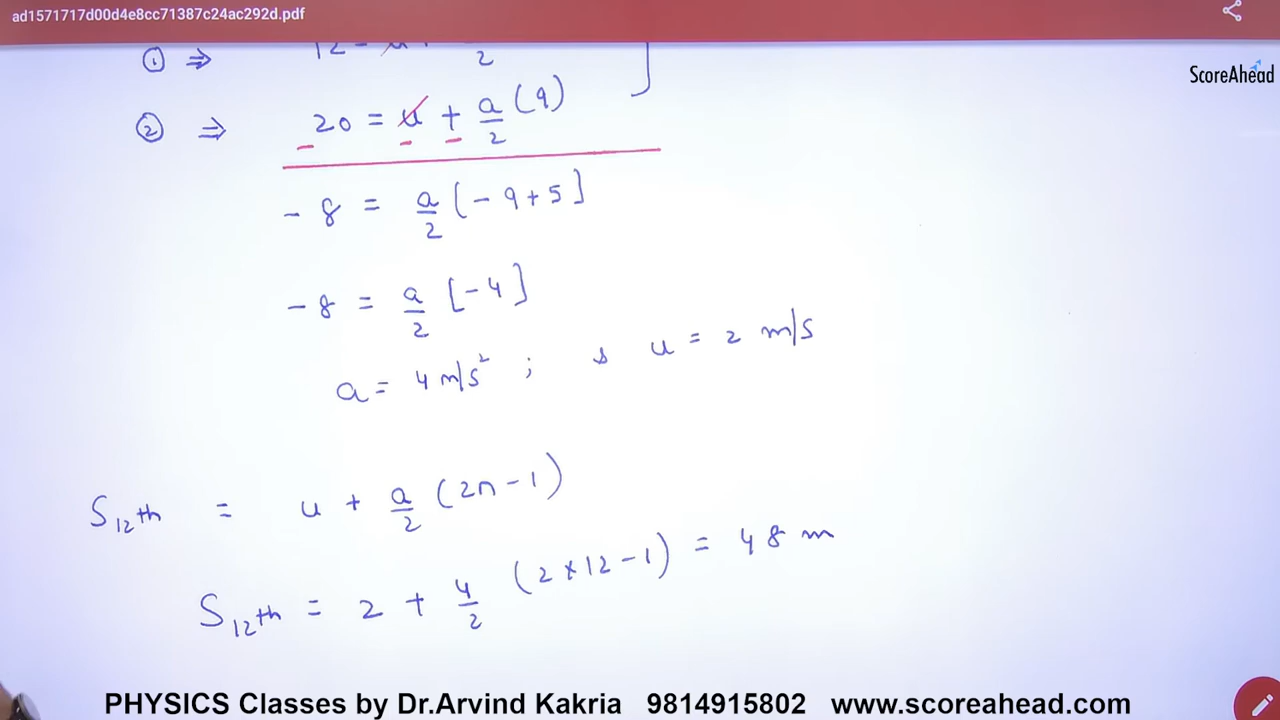 ad1571717d00d4e8cc71387c24ac292d.pdf
ScoreAhead
① ⇒ 12 = u + 2
② ⇒ 20 = u + a/2 (9)
- 8 = a/2 [- 9 + 5]
- 8 = a/2 [- 4]
a = 4 m/s² ; s u = 2 m/s
S12th = u + a/2 (2n - 1)
S12th = 2 + 4/2 (2 × 12 - 1) = 48 m
PHYSICS Classes by Dr.Arvind Kakria 9814915802 www.scoreahead.com